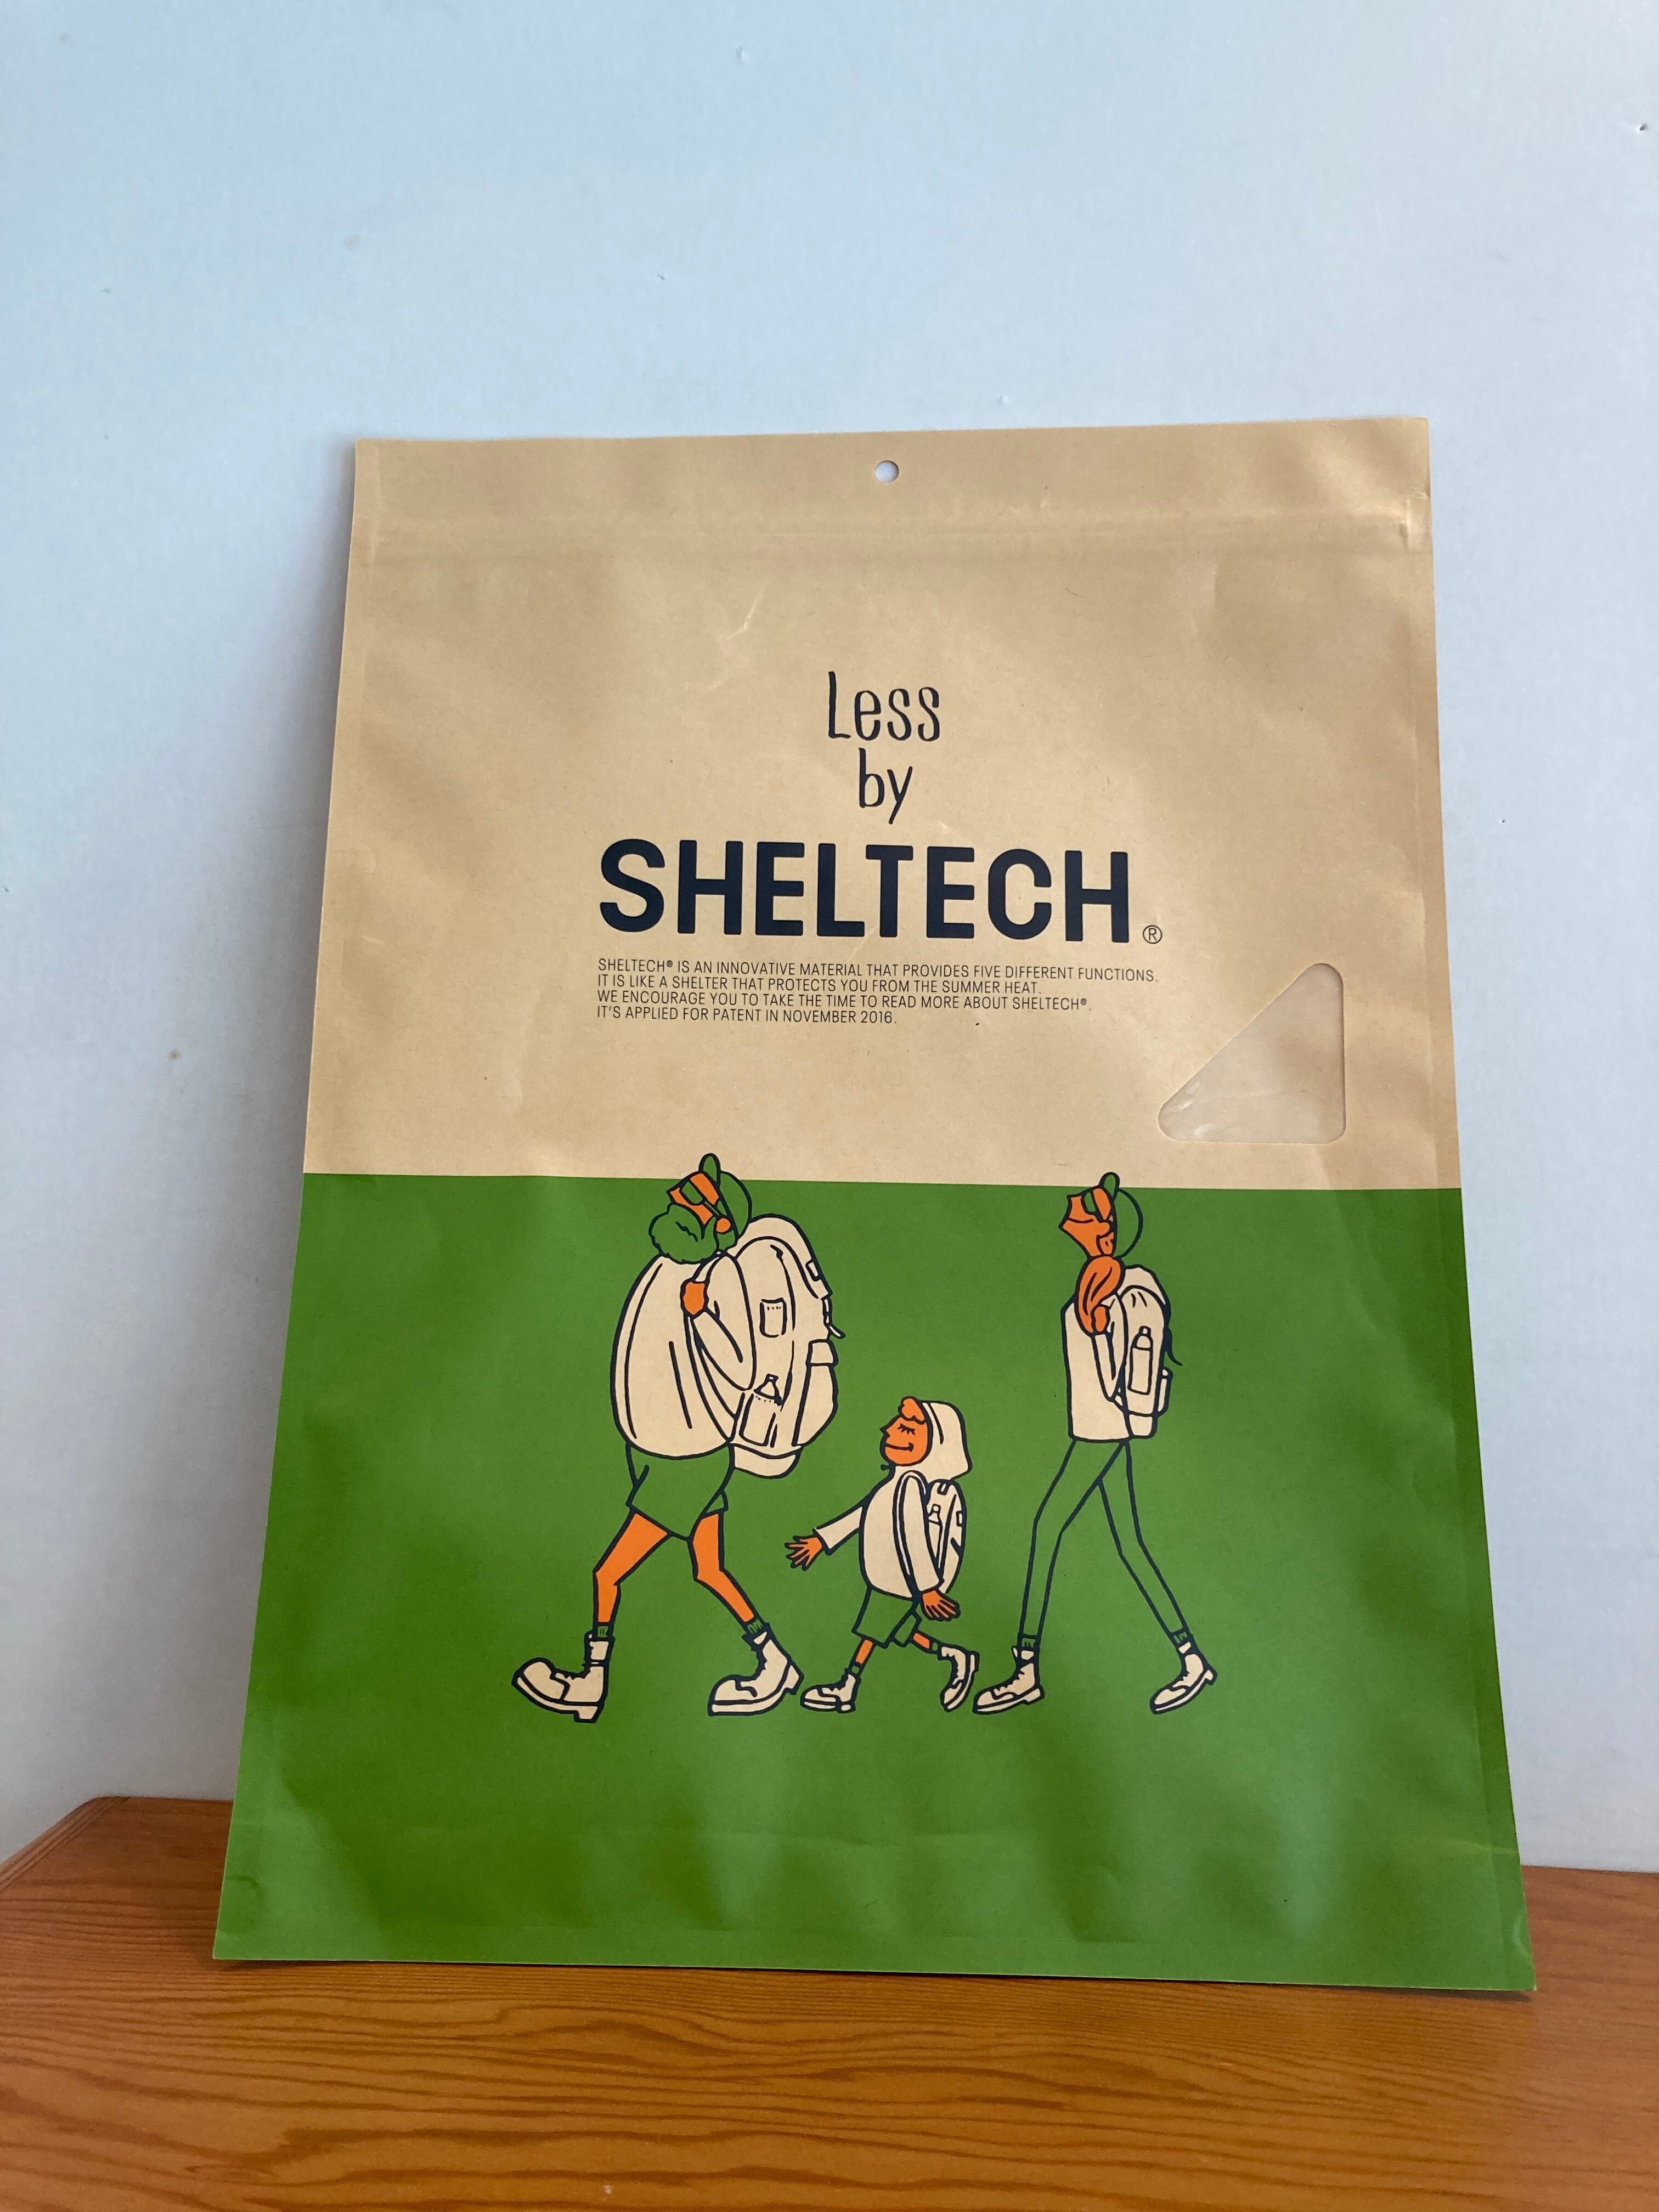 Less
by
SHELTECH®
SHELTECH® IS AN INNOVATIVE MATERIAL THAT PROVIDES FIVE DIFFERENT FUNCTIONS.
IT IS LIKE A SHELTER THAT PROTECTS YOU FROM THE SUMMER HEAT.
WE ENCOURAGE YOU TO TAKE THE TIME TO READ MORE ABOUT SHELTECH®.
IT'S APPLIED FOR PATENT IN NOVEMBER 2016.